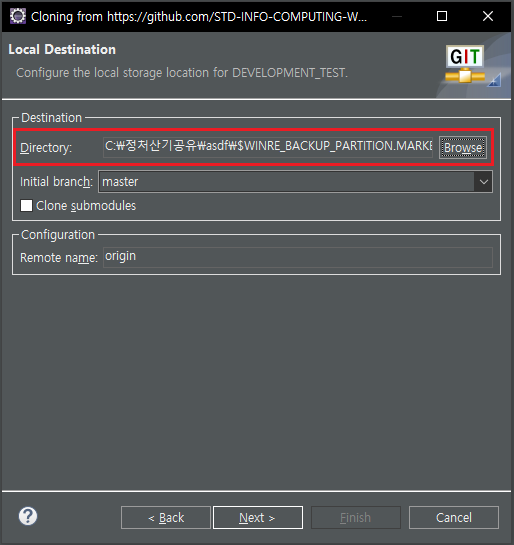 Cloning from https://github.com/STD-INFO-COMPUTING-W...
Local Destination
Configure the local storage location for DEVELOPMENT_TEST.
GIT
Destination
Directory: C:\정처산기공유\asdf\$WINRE_BACKUP_PARTITION.MARKE Browse
Initial branch: master
Clone submodules
Configuration
Remote name: origin
?
< Back Next > Finish Cancel